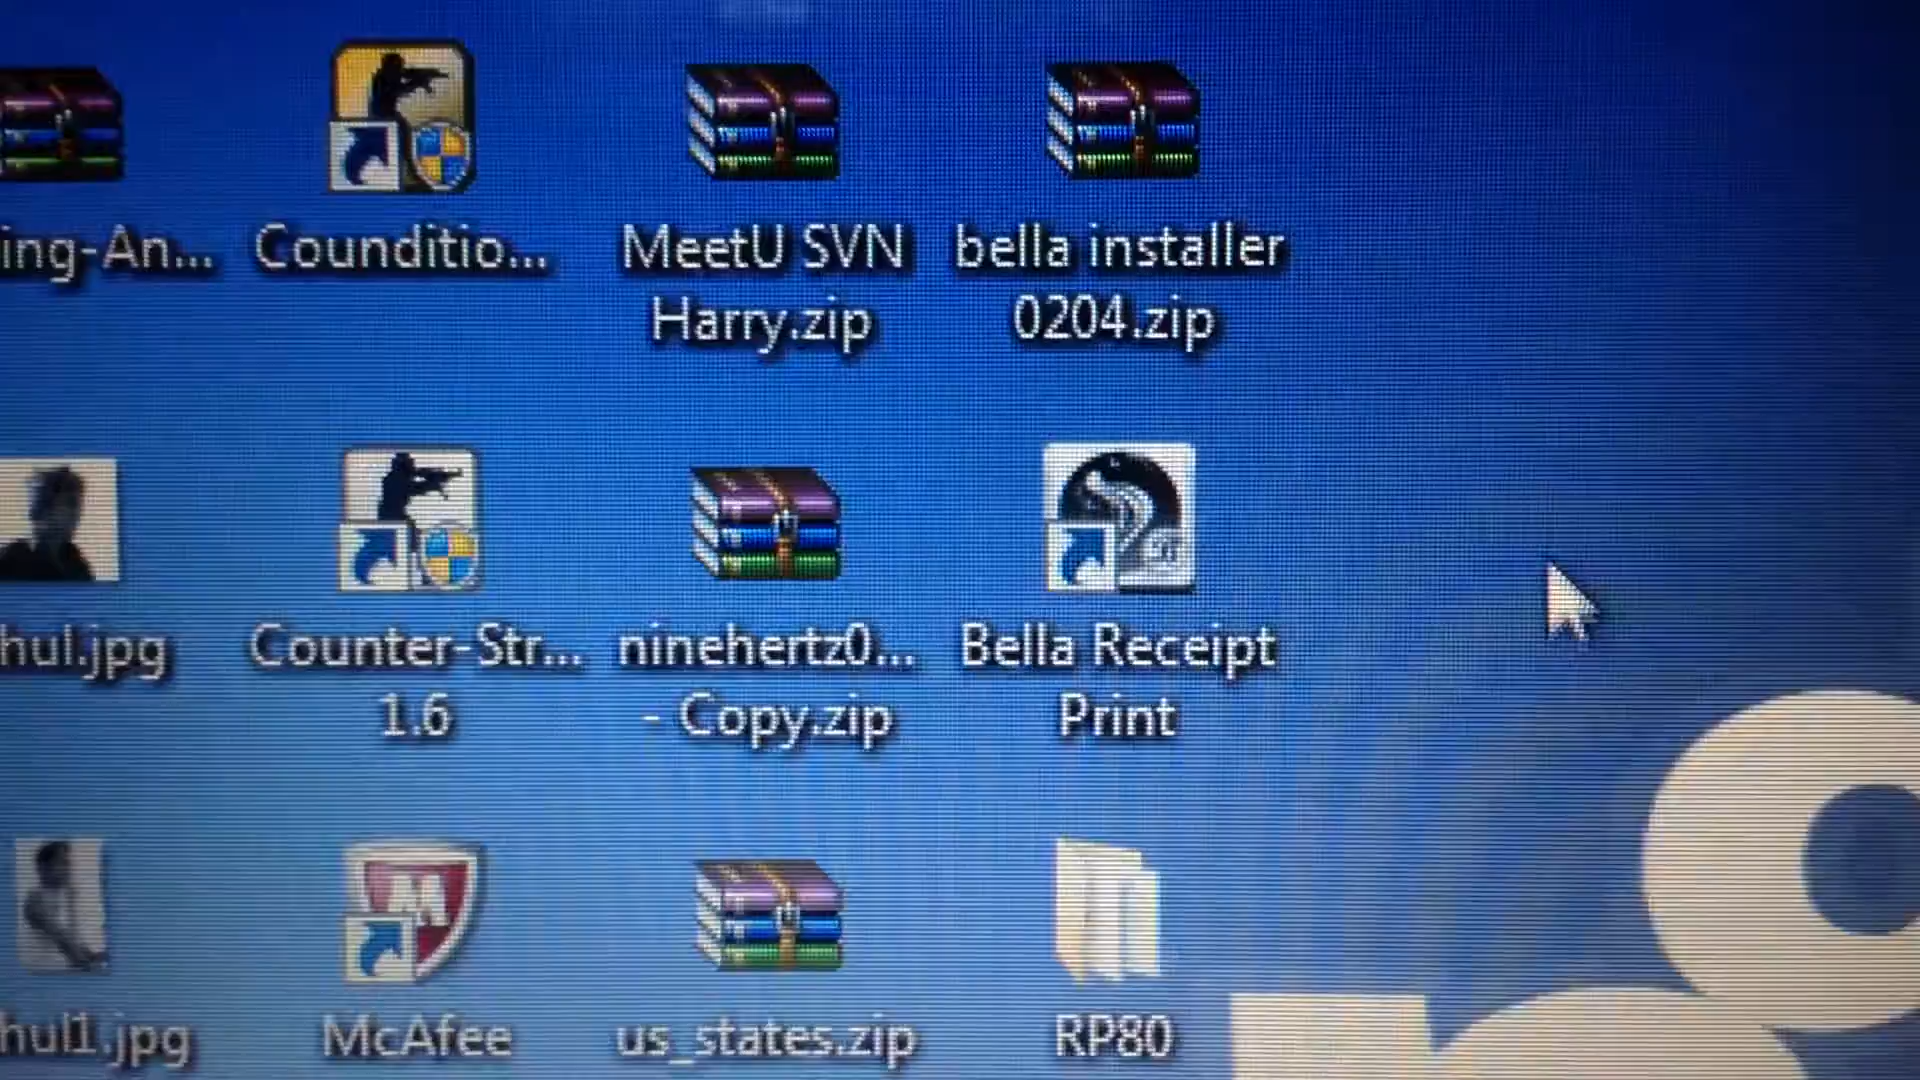 ing-An...
Counditio...
MeetU SVN
Harry.zip
bella installer
0204.zip
hul.jpg
Counter-Str...
1.6
ninehertz0...
- Copy.zip
Bella Receipt
Print
hul1.jpg
McAfee
us_states.zip
RP80